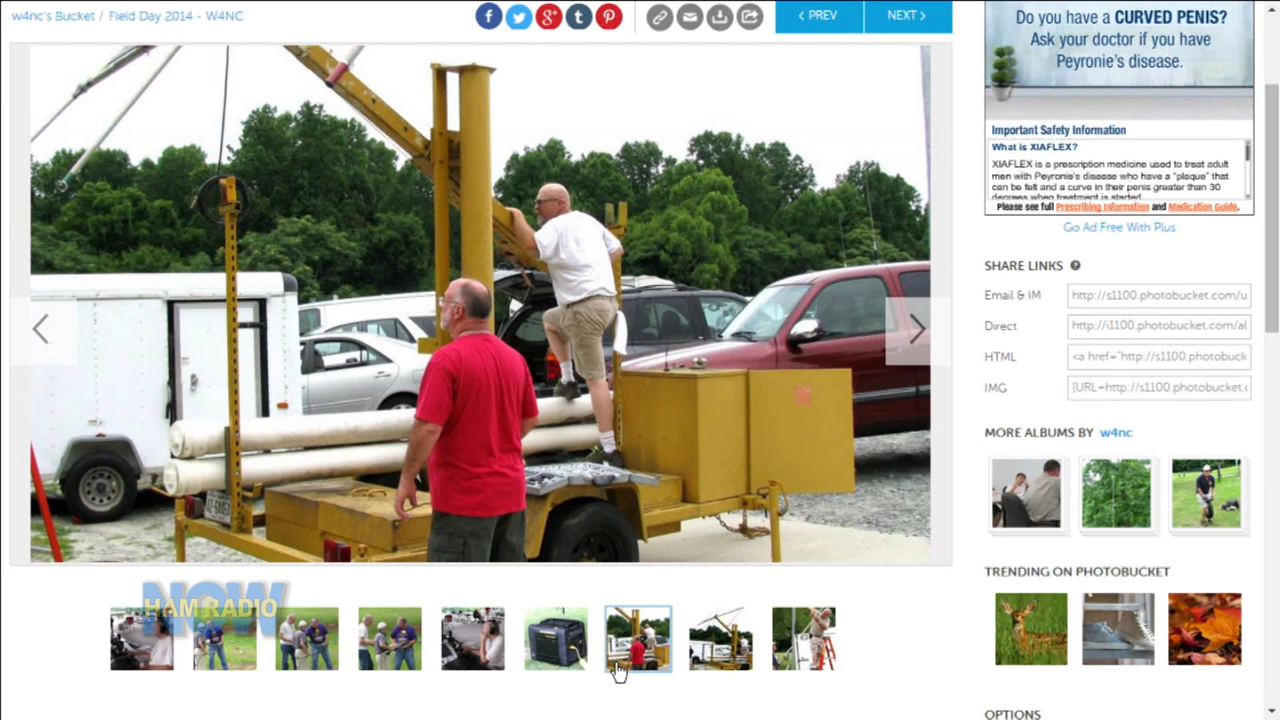 w4nc's Bucket / Field Day 2014 - W4NC
PREV
NEXT
Do you have a CURVED PENIS?
Ask your doctor if you have
Peyronie's disease.
Important Safety Information
What is XIAFLEX?
XIAFLEX is a prescription medicine used to treat adult
men with Peyronie's disease who have a "plaque" that
can be felt and a curve in their penis greater than 30
degrees when treatment is started.
Please see full Prescribing Information and Medication Guide.
Go Ad Free With Plus
SHARE LINKS
Email & IM http://s1100.photobucket.com/u
Direct http://i1100.photobucket.com/al
HTML <a href="http://s1100.photobuck
IMG [URL=http://s1100.photobucket.c
MORE ALBUMS BY w4nc
TRENDING ON PHOTOBUCKET
NOW
HAM RADIO
OPTIONS